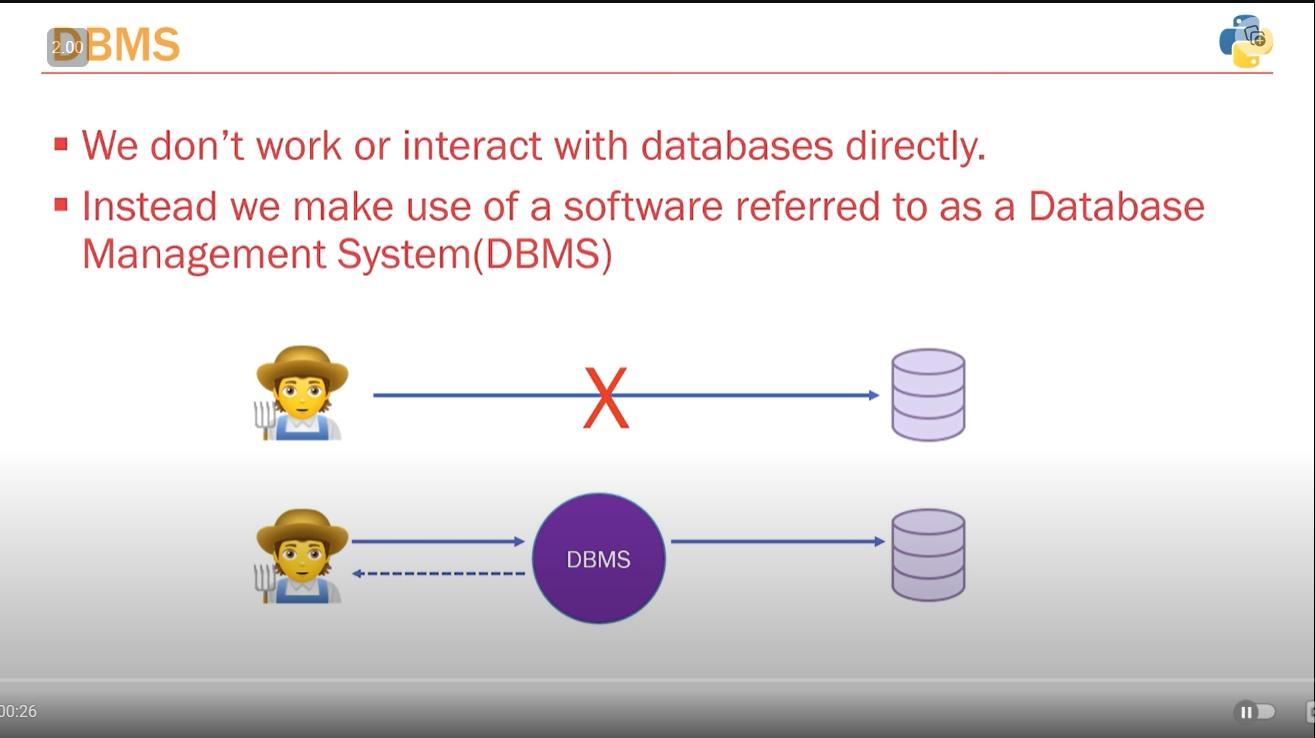 DBMS
2.00
We don't work or interact with databases directly.
Instead we make use of a software referred to as a Database
Management System(DBMS)
X
DBMS
00:26